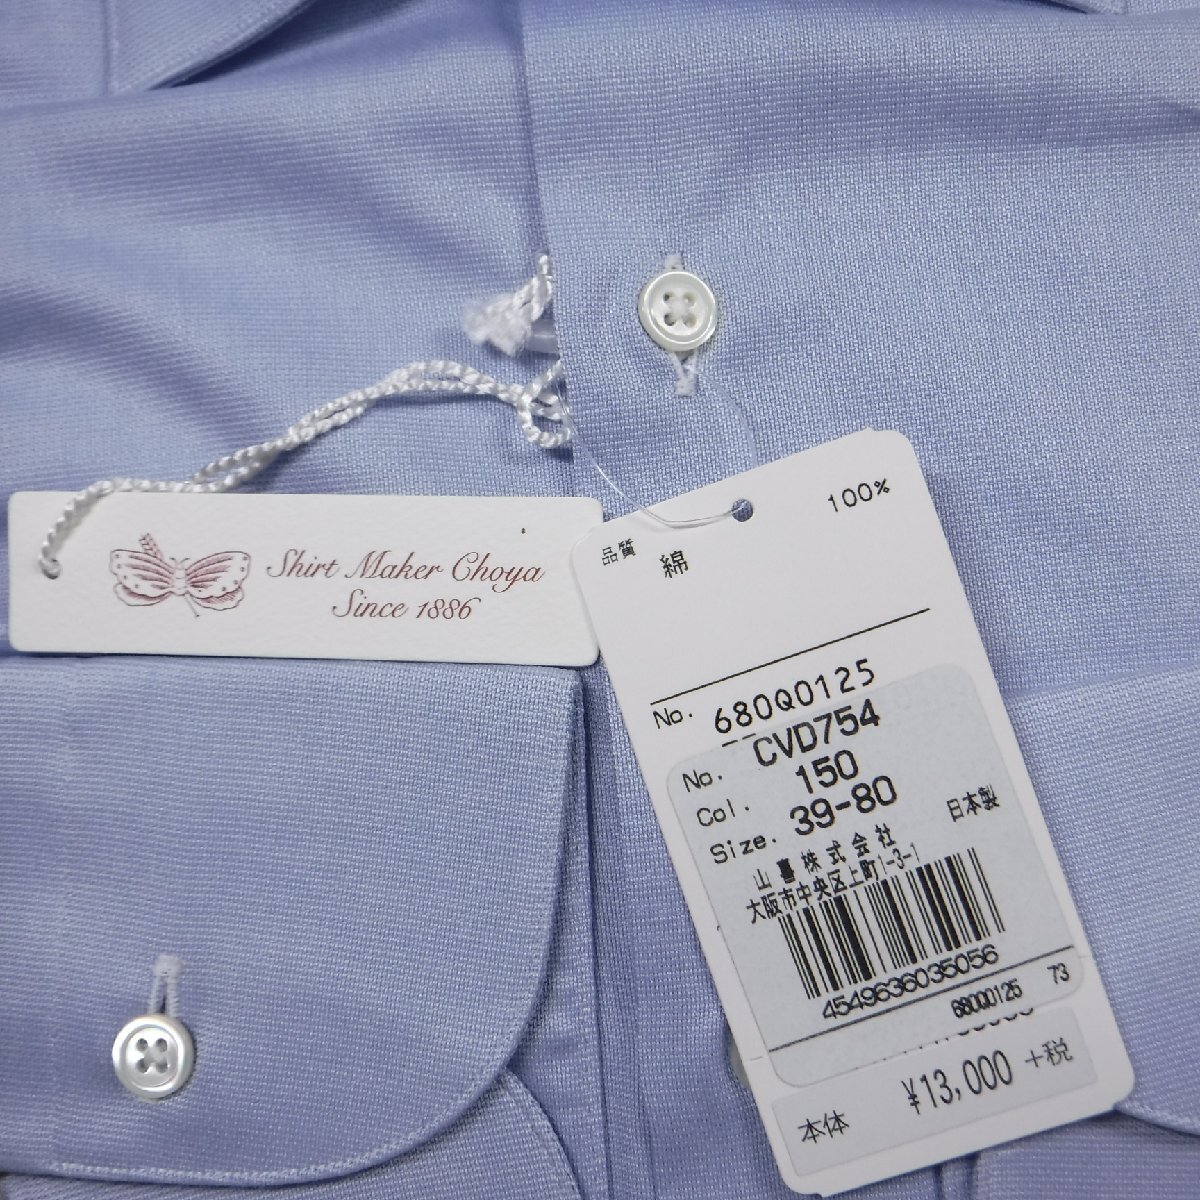 Shirt Maker Choya
Since 1886
100%
品質 綿
No. 680Q0125
No. CVD754
Col. 150
Size. 39-80
日本製
山喜株式会社
大阪市中央区上町1-3-1
4549636035056
680Q0125 73
本体 ¥13,000 +税